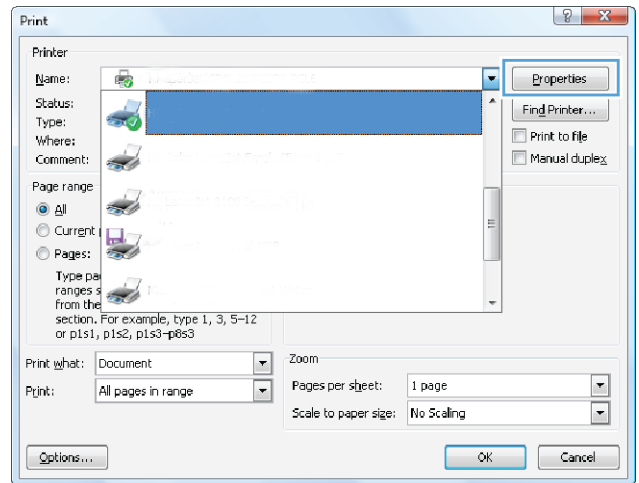 Print
Printer
Name:
Properties
Status:
Find Printer...
Type:
Where:
Print to file
Comment:
Manual duplex
Page range
All
Pages:
ranges
from the
section. For example, type 1, 3, 5–12
or p1s1, p1s2, p1s3–p8s3
Print what: Document
Print: All pages in range
Zoom
Pages per sheet: 1 page
Scale to paper size: No Scaling
Options...
OK
Cancel